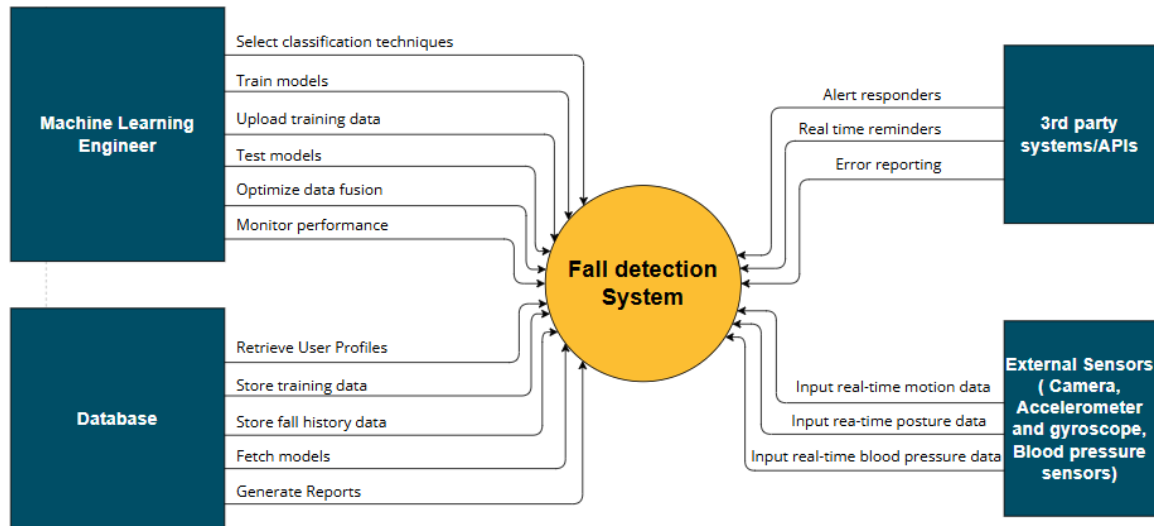 Machine Learning
Engineer
Select classification techniques
Train models
Upload training data
Test models
Optimize data fusion
Monitor performance
Alert responders
Real time reminders
Error reporting
3rd party
systems/APIs
Fall detection
System
Database
Retrieve User Profiles
Store training data
Store fall history data
Fetch models
Generate Reports
Input real-time motion data
Input rea-time posture data
Input real-time blood pressure data
External Sensors
( Camera,
Accelerometer
and gyroscope,
Blood pressure
sensors)